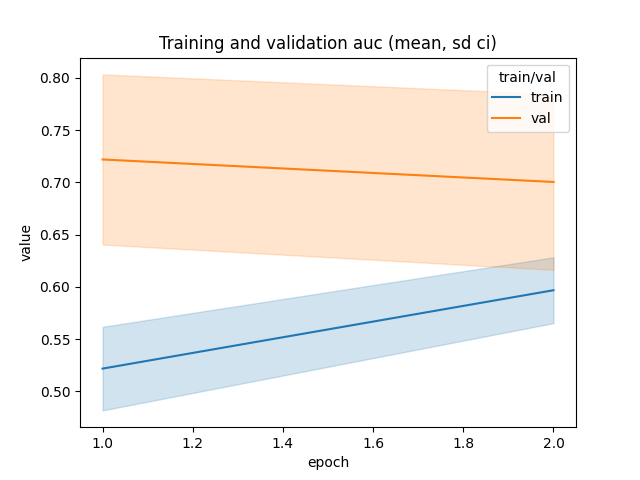 Training and validation auc (mean, sd ci)
train/val
train
val
0.80
0.75
0.70
0.65
0.60
0.55
0.50
value
1.0
1.2
1.4
1.6
1.8
2.0
epoch